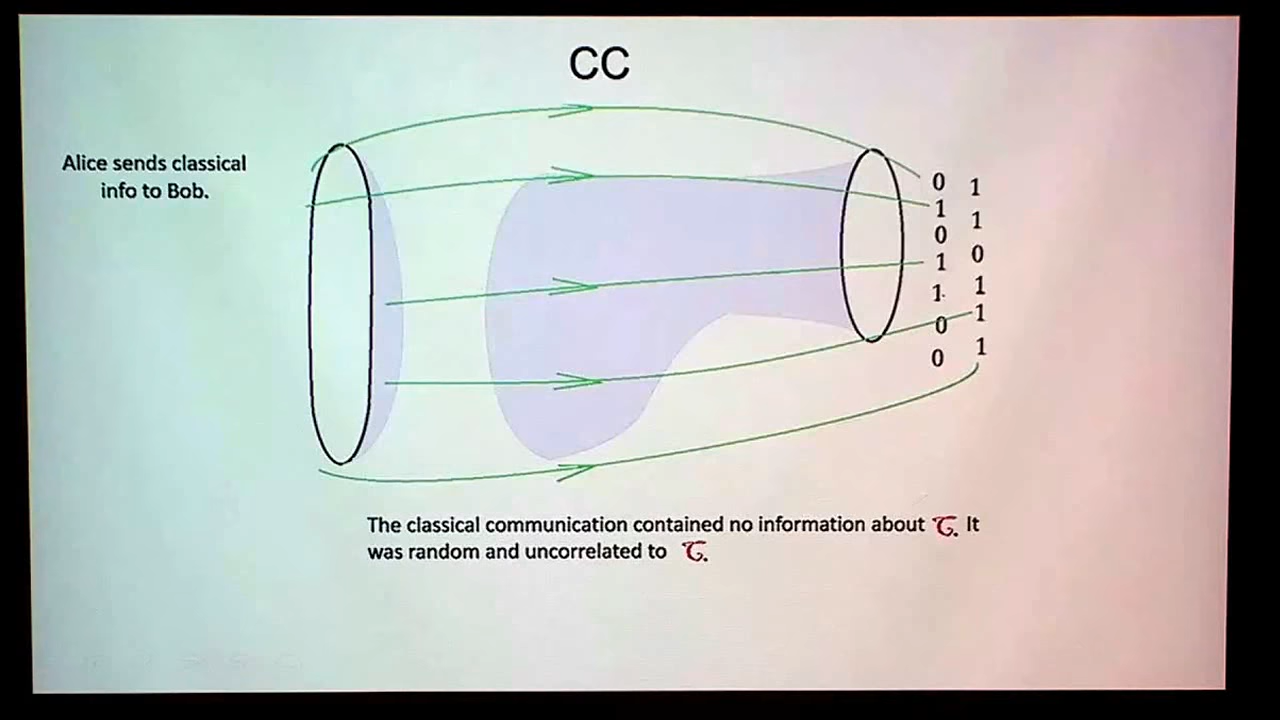 CC
Alice sends classical
info to Bob.
0 1
1 1
0 0
1 1
1 1
0 1
0
The classical communication contained no information about 𝒯. It
was random and uncorrelated to 𝒯.